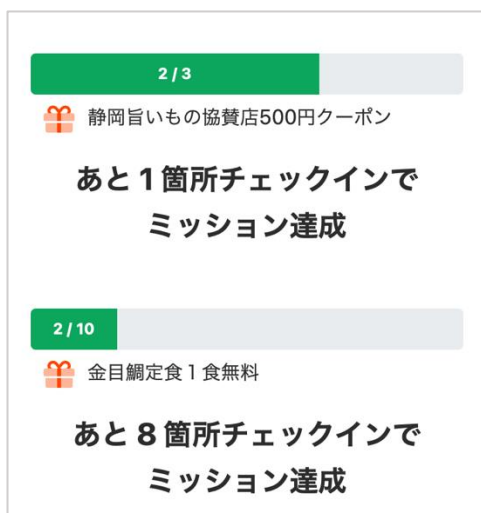 2 / 3
静岡旨いもの協賛店500円クーポン
あと1箇所チェックインで
ミッション達成
2 / 10
金目鯛定食1食無料
あと8箇所チェックインで
ミッション達成